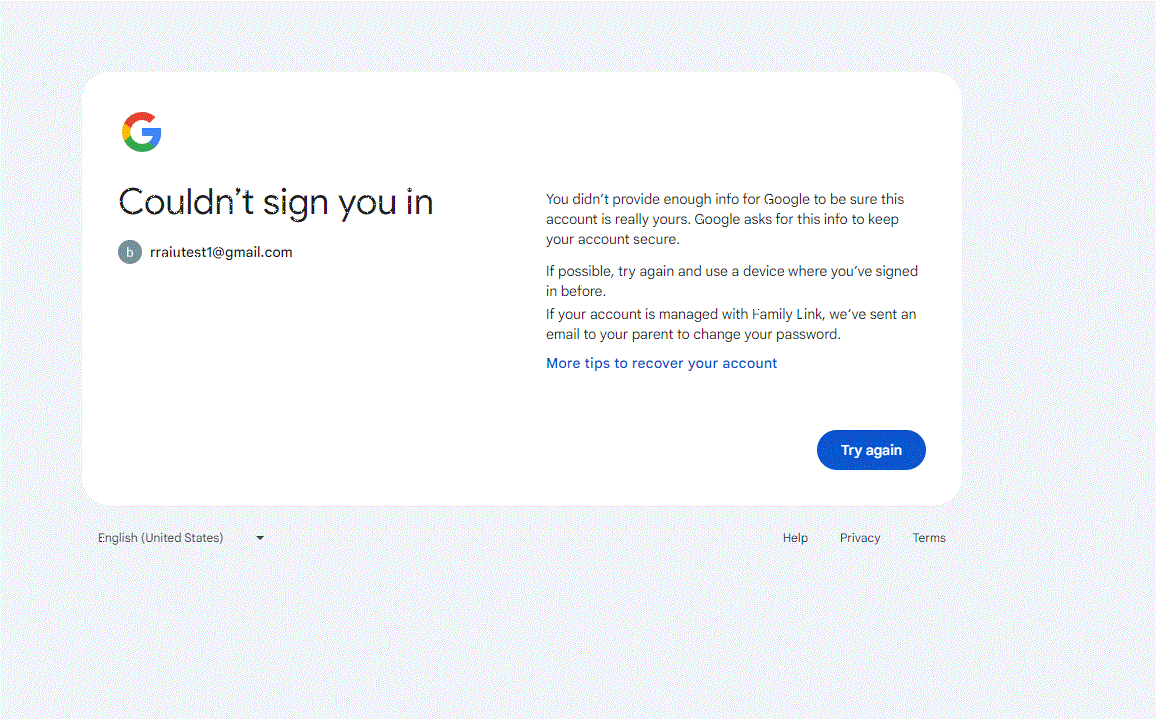 Couldn’t sign you in
b rraiutest1@gmail.com
You didn’t provide enough info for Google to be sure this
account is really yours. Google asks for this info to keep
your account secure.
If possible, try again and use a device where you’ve signed
in before.
If your account is managed with Family Link, we’ve sent an
email to your parent to change your password.
More tips to recover your account
Try again
English (United States)
Help Privacy Terms